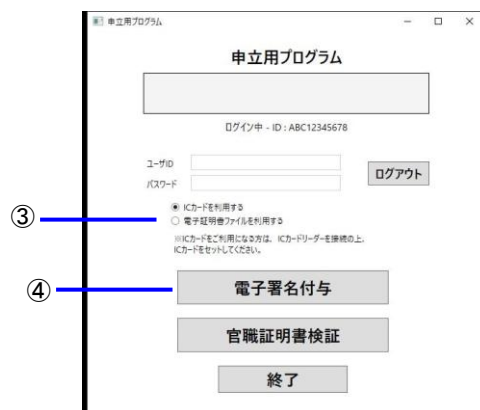 申立用プログラム
申立用プログラム
ログイン中 - ID : ABC12345678
ユーザID
パスワード
ログアウト
ICカードを利用する
③
電子証明書ファイルを利用する
※ICカードをご利用になる方は、ICカードリーダーを接続の上、
ICカードをセットしてください。
④
電子署名付与
官職証明書検証
終了